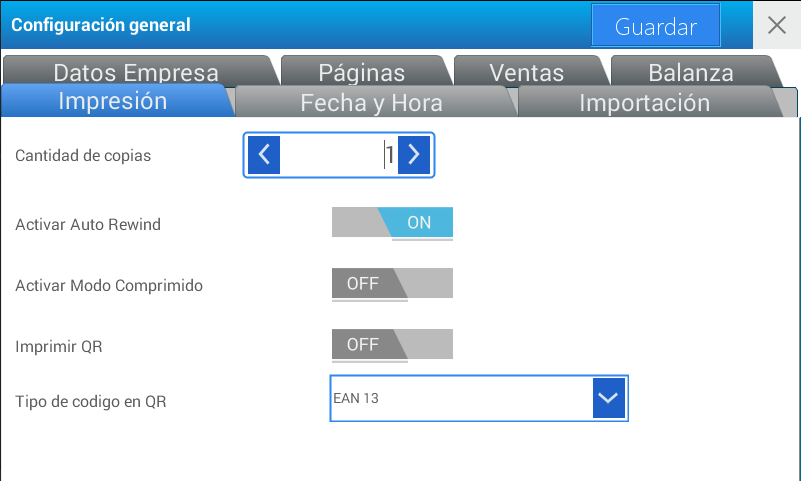 Configuración general
Guardar
Datos Empresa
Páginas
Ventas
Balanza
Impresión
Fecha y Hora
Importación
Cantidad de copias
1
Activar Auto Rewind
ON
Activar Modo Comprimido
OFF
Imprimir QR
OFF
Tipo de codigo en QR
EAN 13